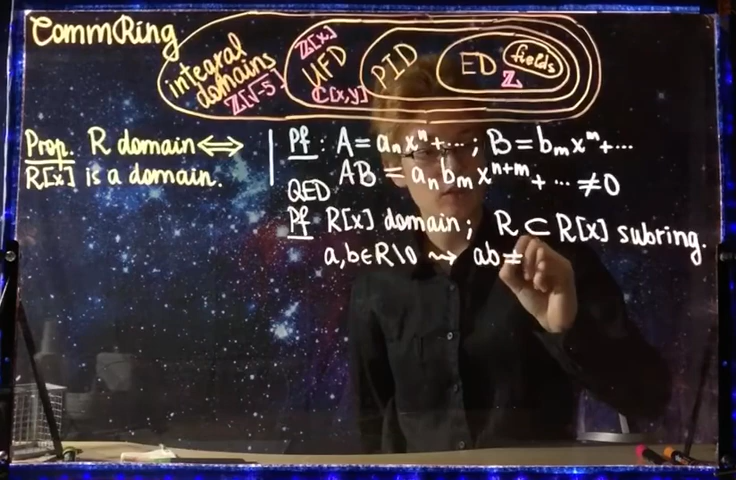 CommRing
integral domains
ℤ[√-5]
ℤ[x]
UFD
ℂ[x,y]
PID
ED
ℤ
fields
Prop. R domain ⟺
R[x] is a domain.
Pf : A = aₙxⁿ + ⋯ ; B = bₘxᵐ + ⋯
AB = aₙbₘxⁿ⁺ᵐ + ⋯ ≠ 0
QED
Pf R[x] domain ; R ⊂ R[x] subring.
a,b ∈ R\0 ⇝ ab ≠